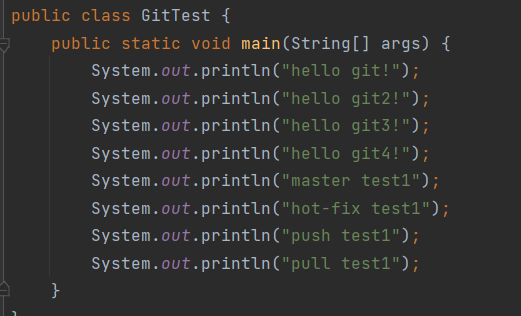 public class GitTest {
    public static void main(String[] args) {
        System.out.println("hello git!");
        System.out.println("hello git2!");
        System.out.println("hello git3!");
        System.out.println("hello git4!");
        System.out.println("master test1");
        System.out.println("hot-fix test1");
        System.out.println("push test1");
        System.out.println("pull test1");
    }
}